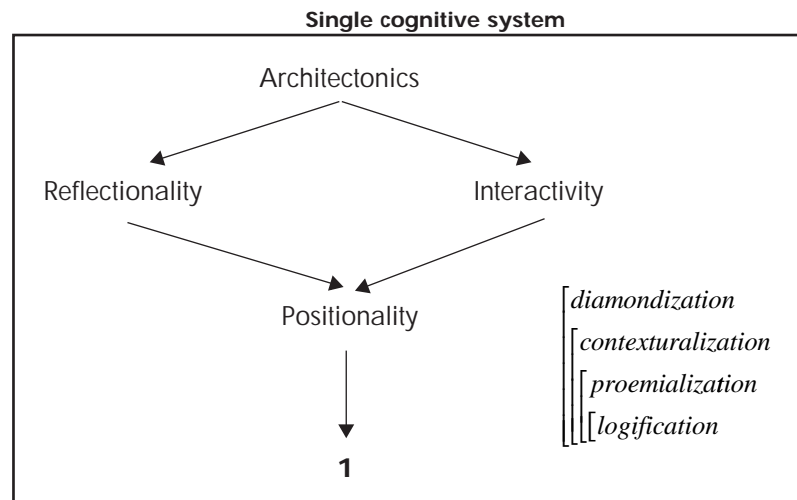 Single cognitive system
Architectonics
Reflectionality Interactivity
Positionality
1
diamondization
contexturalization
proemialization
logification